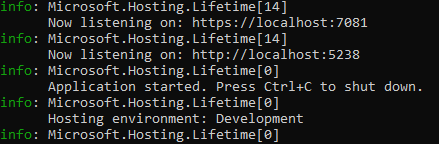 info: Microsoft.Hosting.Lifetime[14]
Now listening on: https://localhost:7081
info: Microsoft.Hosting.Lifetime[14]
Now listening on: http://localhost:5238
info: Microsoft.Hosting.Lifetime[0]
Application started. Press Ctrl+C to shut down.
info: Microsoft.Hosting.Lifetime[0]
Hosting environment: Development
info: Microsoft.Hosting.Lifetime[0]